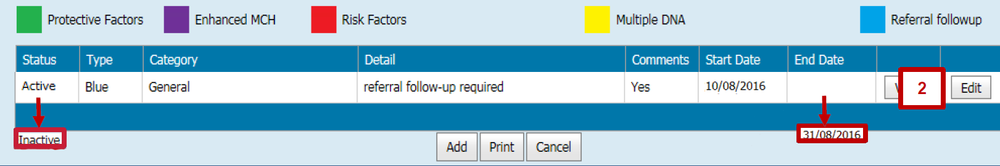 Protective Factors Enhanced MCH Risk Factors Multiple DNA Referral followup
Status Type Category Detail Comments Start Date End Date
Active Blue General referral follow-up required Yes 10/08/2016 2 Edit
Inactive 31/08/2016
Add Print Cancel